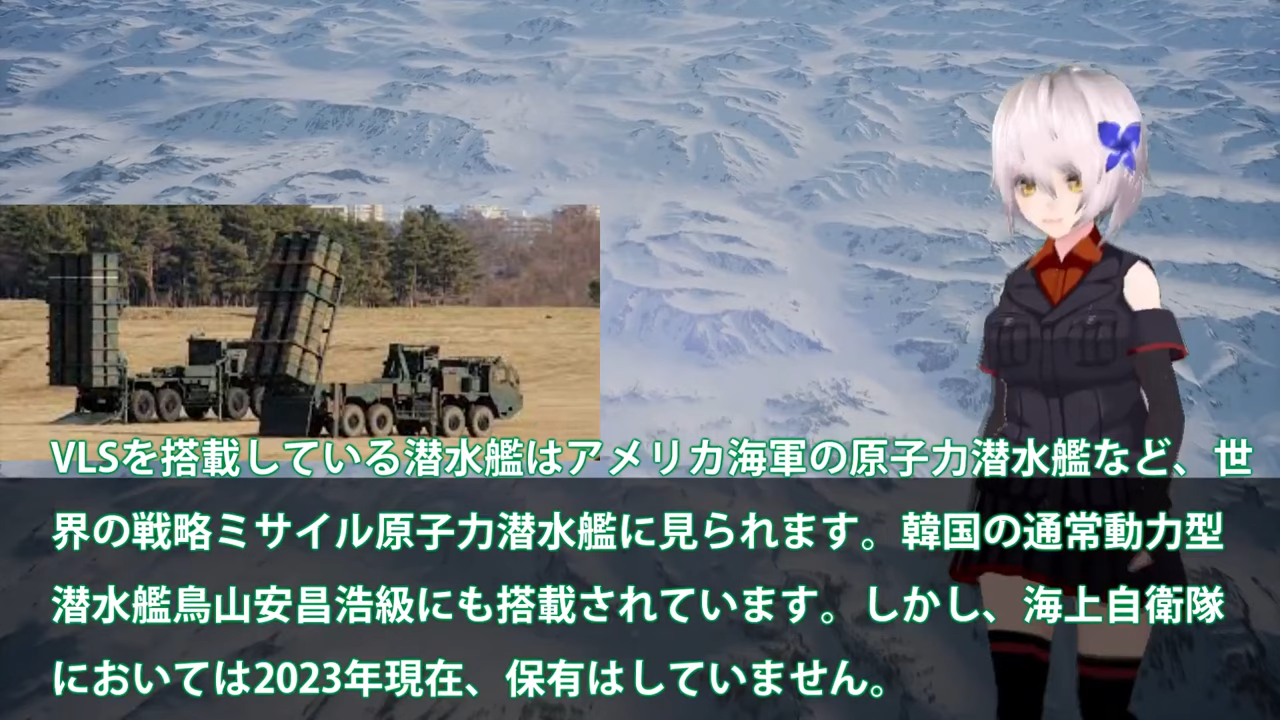 VLSを搭載している潜水艦はアメリカ海軍の原子力潜水艦など、世
界の戦略ミサイル原子力潜水艦に見られます。韓国の通常動力型
潜水艦鳥山安昌浩級にも搭載されています。しかし、海上自衛隊
においては2023年現在、保有はしていません。